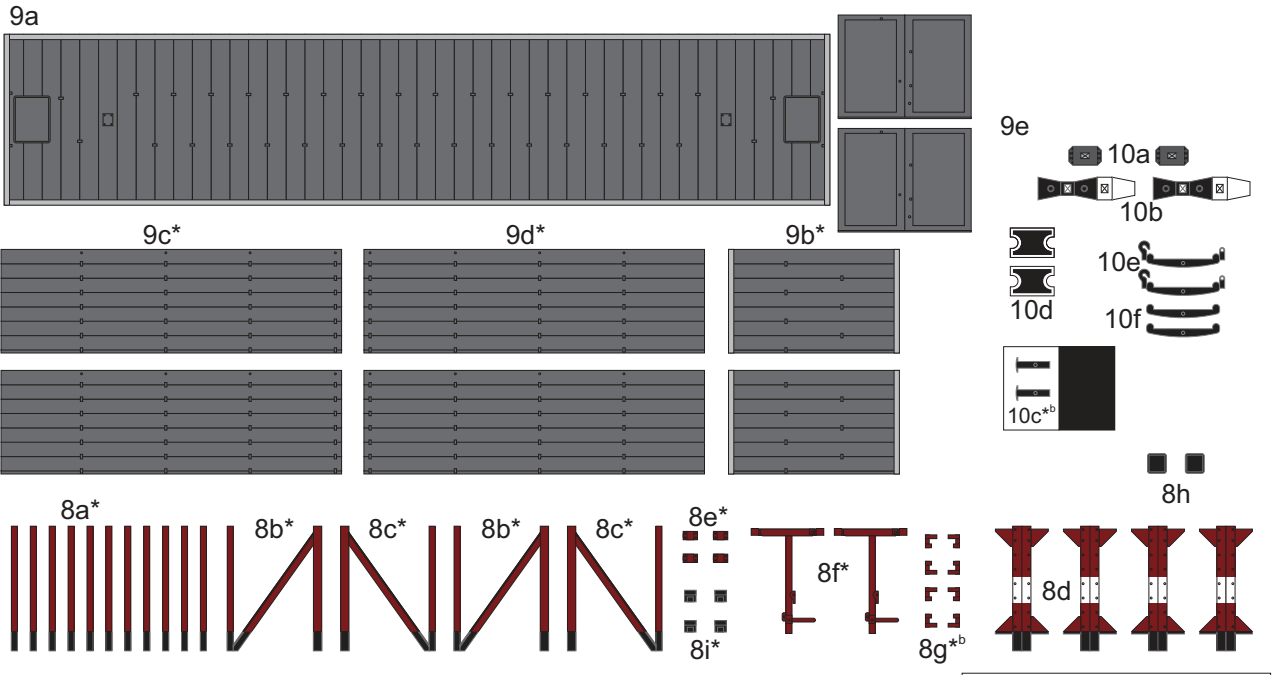 9a
9e
10a
10b
9c*
9d*
9b*
10e
10d
10f
10c*ᵇ
8h
8a*
8b*
8c*
8b*
8c*
8e*
8f*
8d
8i*
8g*ᵇ